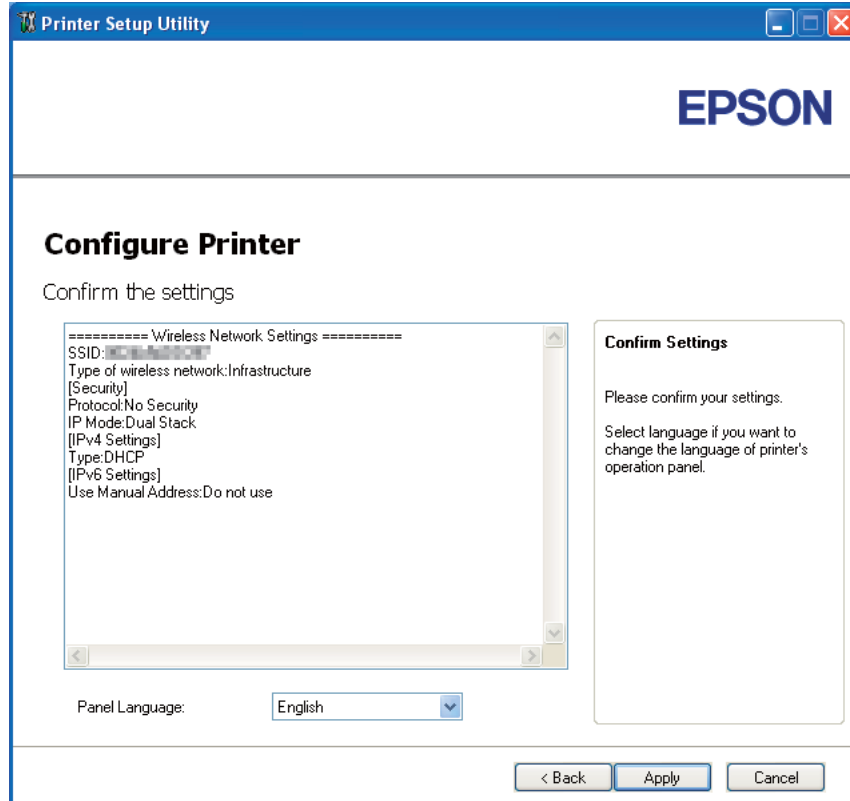 Printer Setup Utility
EPSON
Configure Printer
Confirm the settings
========== Wireless Network Settings ==========
SSID:
Type of wireless network:Infrastructure
[Security]
Protocol:No Security
IP Mode:Dual Stack
[IPv4 Settings]
Type:DHCP
[IPv6 Settings]
Use Manual Address:Do not use
Confirm Settings
Please confirm your settings.
Select language if you want to
change the language of printer's
operation panel.
Panel Language:
English
< Back
Apply
Cancel